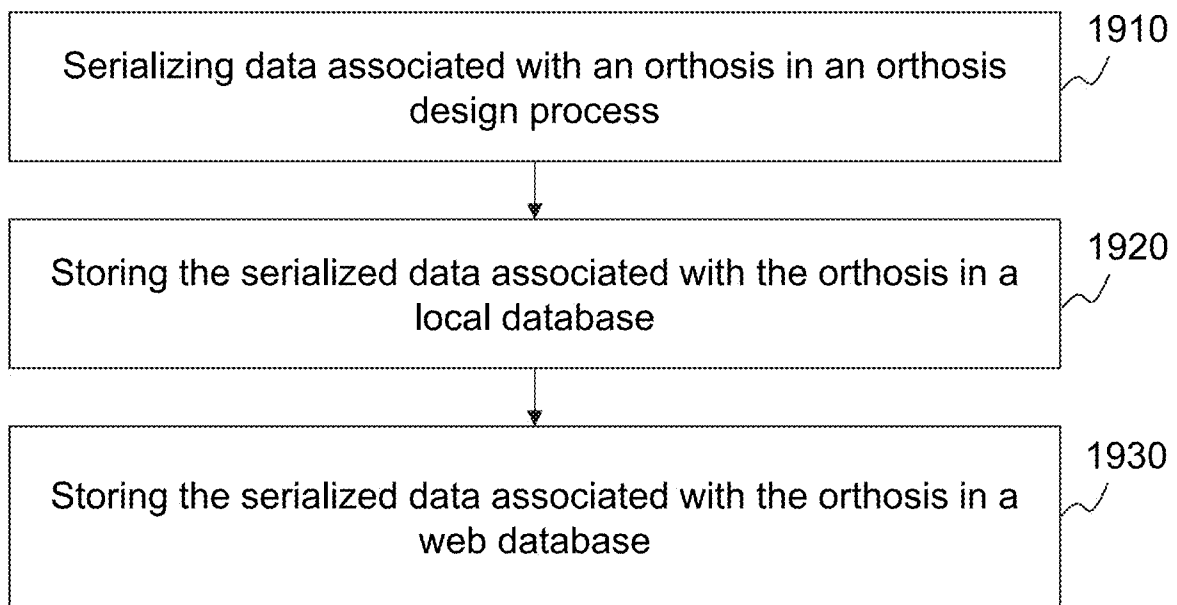 1910
Serializing data associated with an orthosis in an orthosis
design process
1920
Storing the serialized data associated with the orthosis in a
local database
1930
Storing the serialized data associated with the orthosis in a
web database